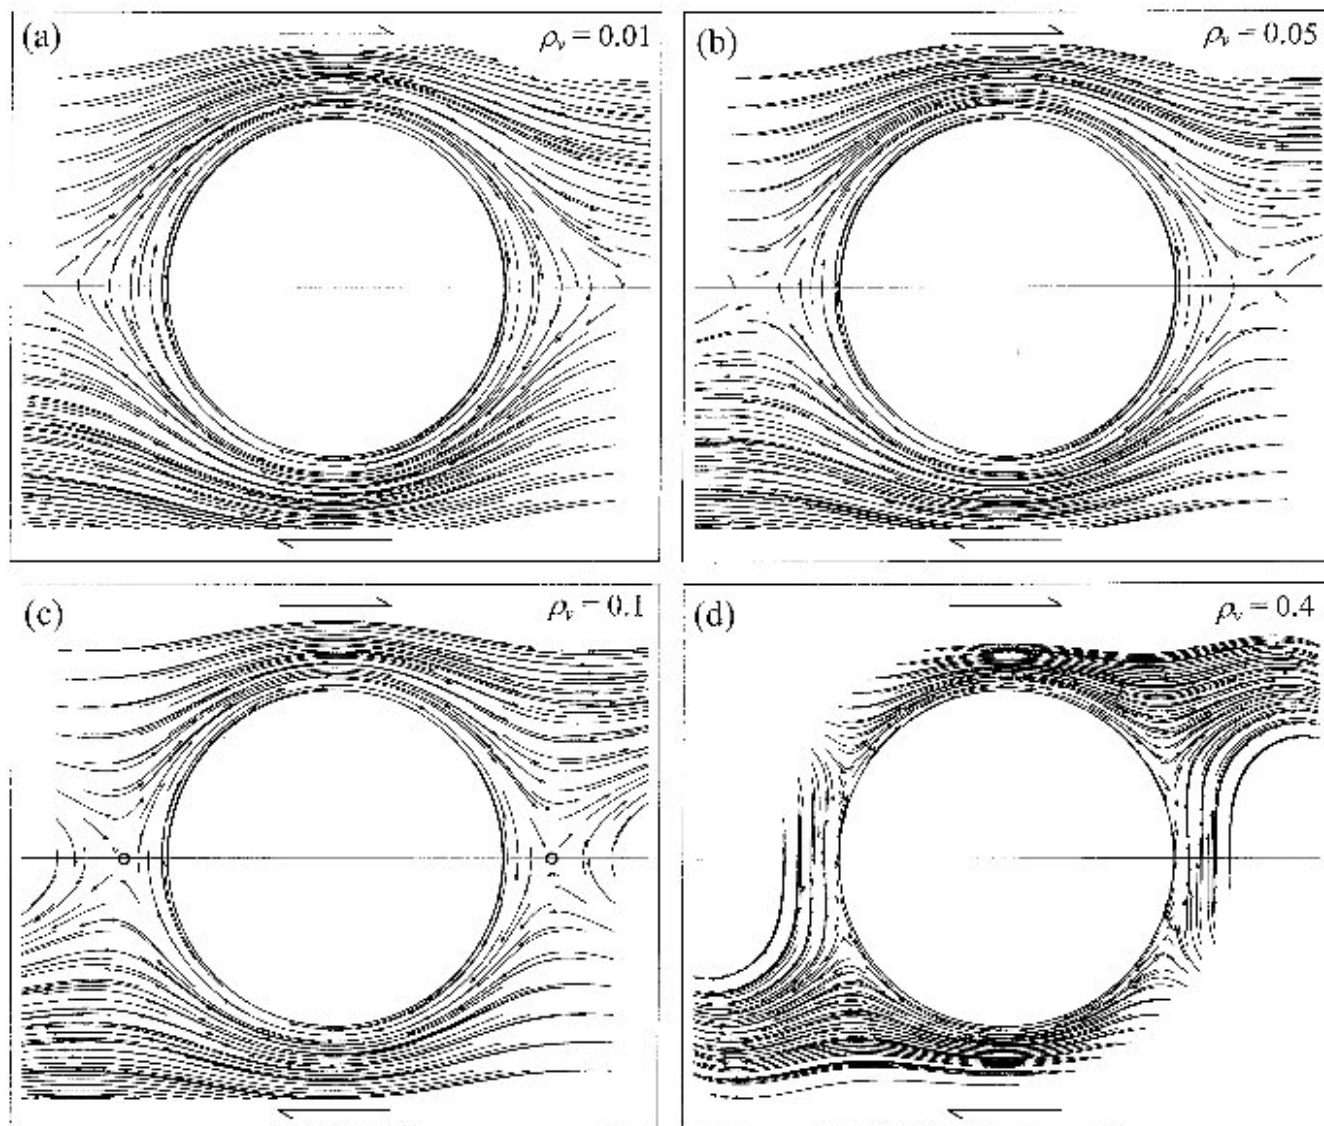 (a) ρᵥ = 0.01
(b) ρᵥ = 0.05
(c) ρᵥ = 0.1
(d) ρᵥ = 0.4